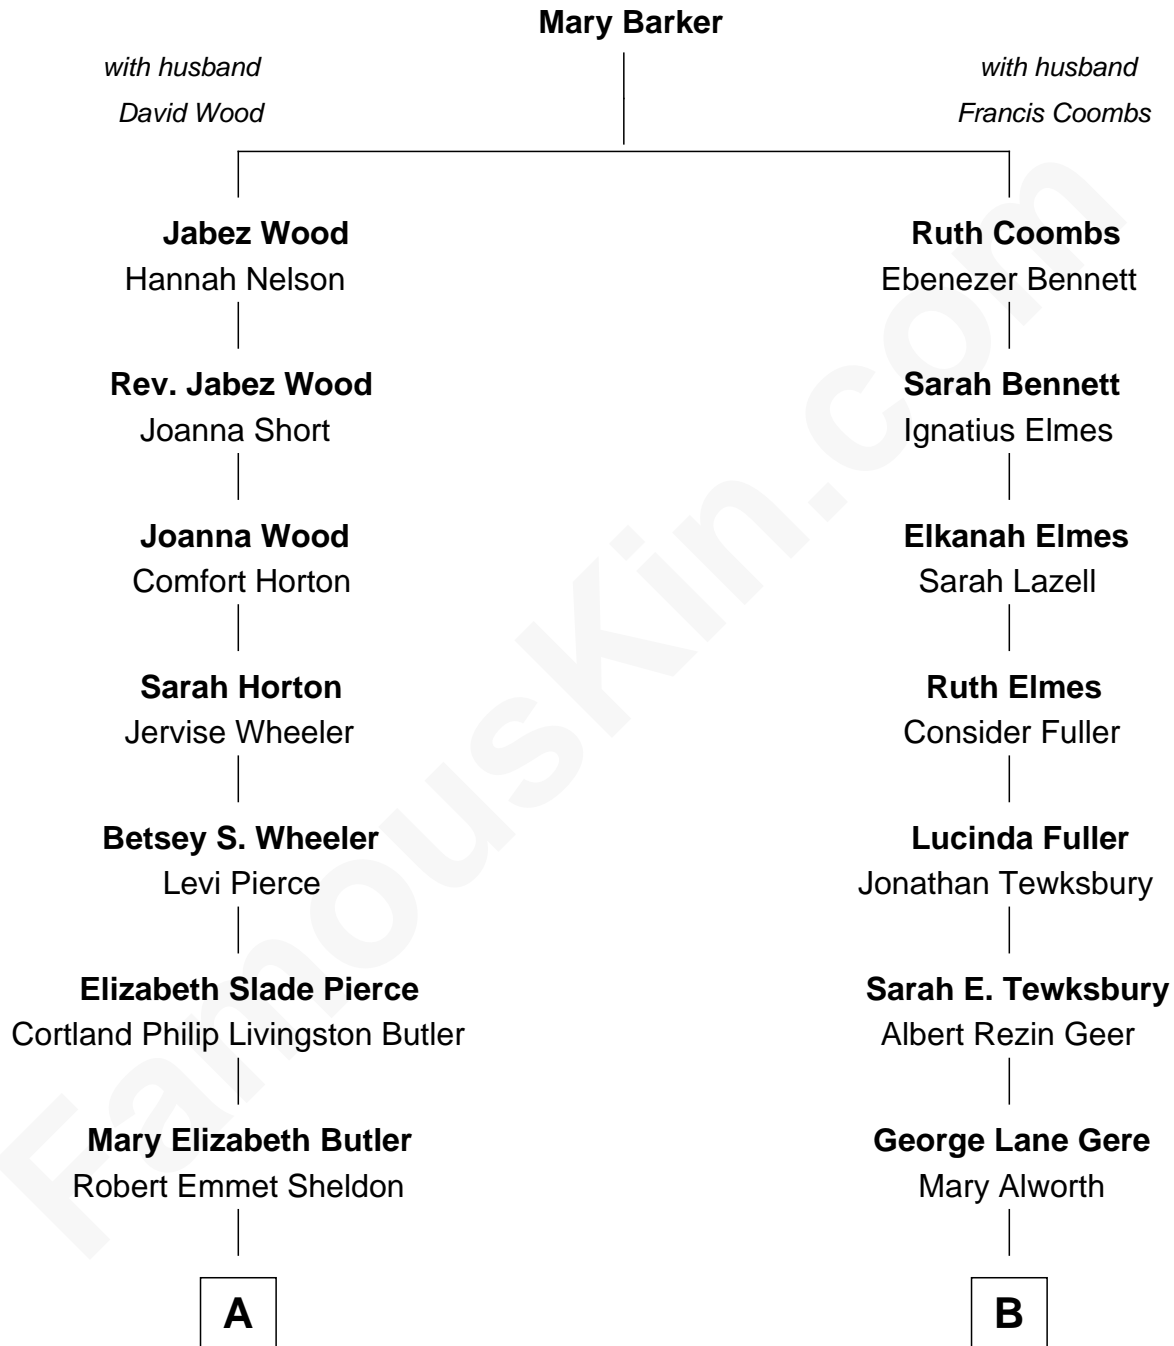 Mary Barker
with husband
David Wood
with husband
Francis Coombs
Jabez Wood
Hannah Nelson
Ruth Coombs
Ebenezer Bennett
Rev. Jabez Wood
Joanna Short
Sarah Bennett
Ignatius Elmes
Joanna Wood
Comfort Horton
Elkanah Elmes
Sarah Lazell
Sarah Horton
Jervise Wheeler
Ruth Elmes
Consider Fuller
Betsey S. Wheeler
Levi Pierce
Lucinda Fuller
Jonathan Tewksbury
Elizabeth Slade Pierce
Cortland Philip Livingston Butler
Sarah E. Tewksbury
Albert Rezin Geer
Mary Elizabeth Butler
Robert Emmet Sheldon
George Lane Gere
Mary Alworth
A
B
FamousKin.com